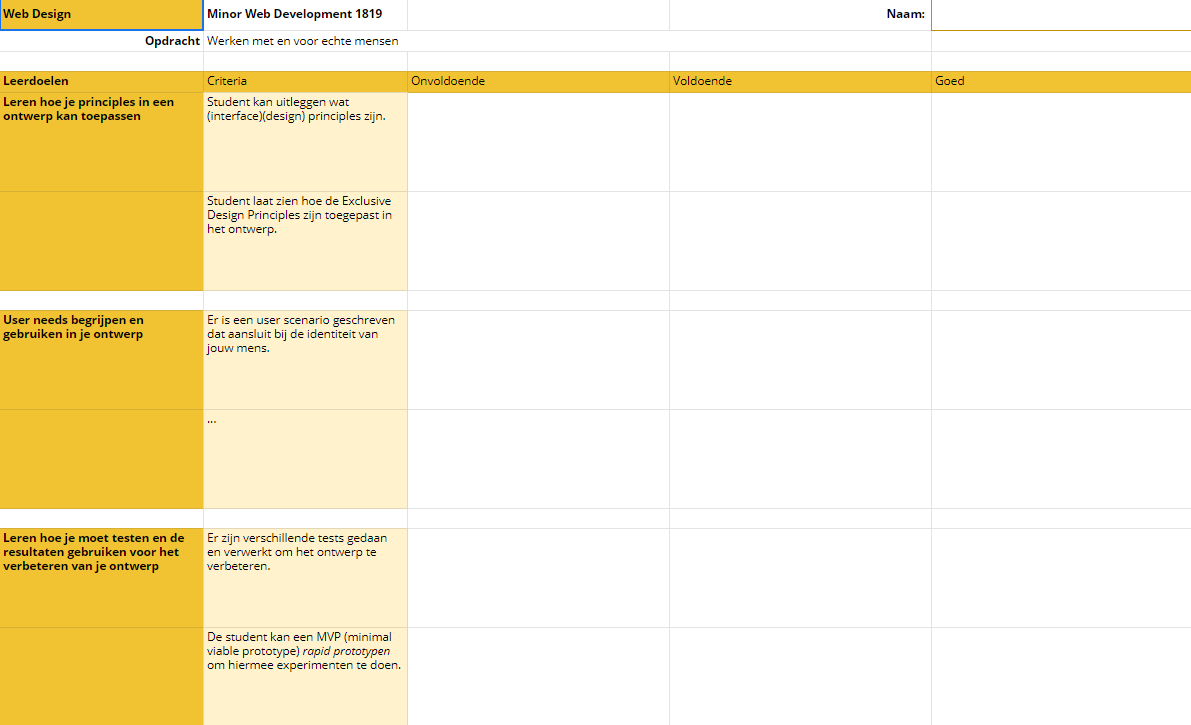 Web Design Minor Web Development 1819 Naam:
Opdracht Werken met en voor echte mensen
Leerdoelen Criteria Onvoldoende Voldoende Goed
Leren hoe je principles in een
ontwerp kan toepassen
Student kan uitleggen wat
(interface)(design) principles zijn.
Student laat zien hoe de Exclusive
Design Principles zijn toegepast in
het ontwerp.
User needs begrijpen en
gebruiken in je ontwerp
Er is een user scenario geschreven
dat aansluit bij de identiteit van
jouw mens.
...
Leren hoe je moet testen en de
resultaten gebruiken voor het
verbeteren van je ontwerp
Er zijn verschillende tests gedaan
en verwerkt om het ontwerp te
verbeteren.
De student kan een MVP (minimal
viable prototype) rapid prototypen
om hiermee experimenten te doen.